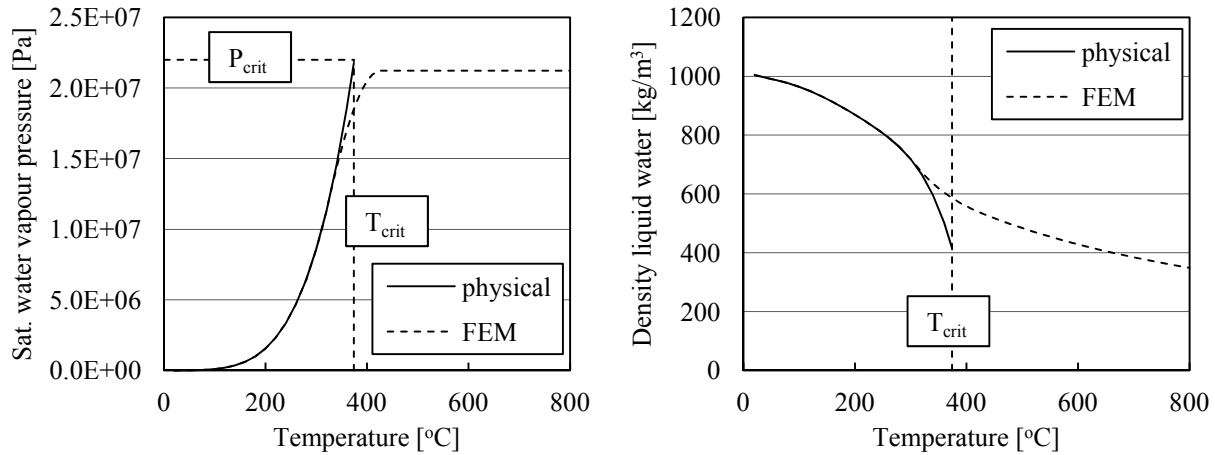 Sat. water vapour pressure [Pa]
2.5E+07
2.0E+07
1.5E+07
1.0E+07
5.0E+06
0.0E+00
P_crit
T_crit
physical
FEM
0 200 400 600 800
Temperature [°C]
Density liquid water [kg/m³]
1200
1000
800
600
400
200
0
physical
FEM
T_crit
0 200 400 600 800
Temperature [°C]